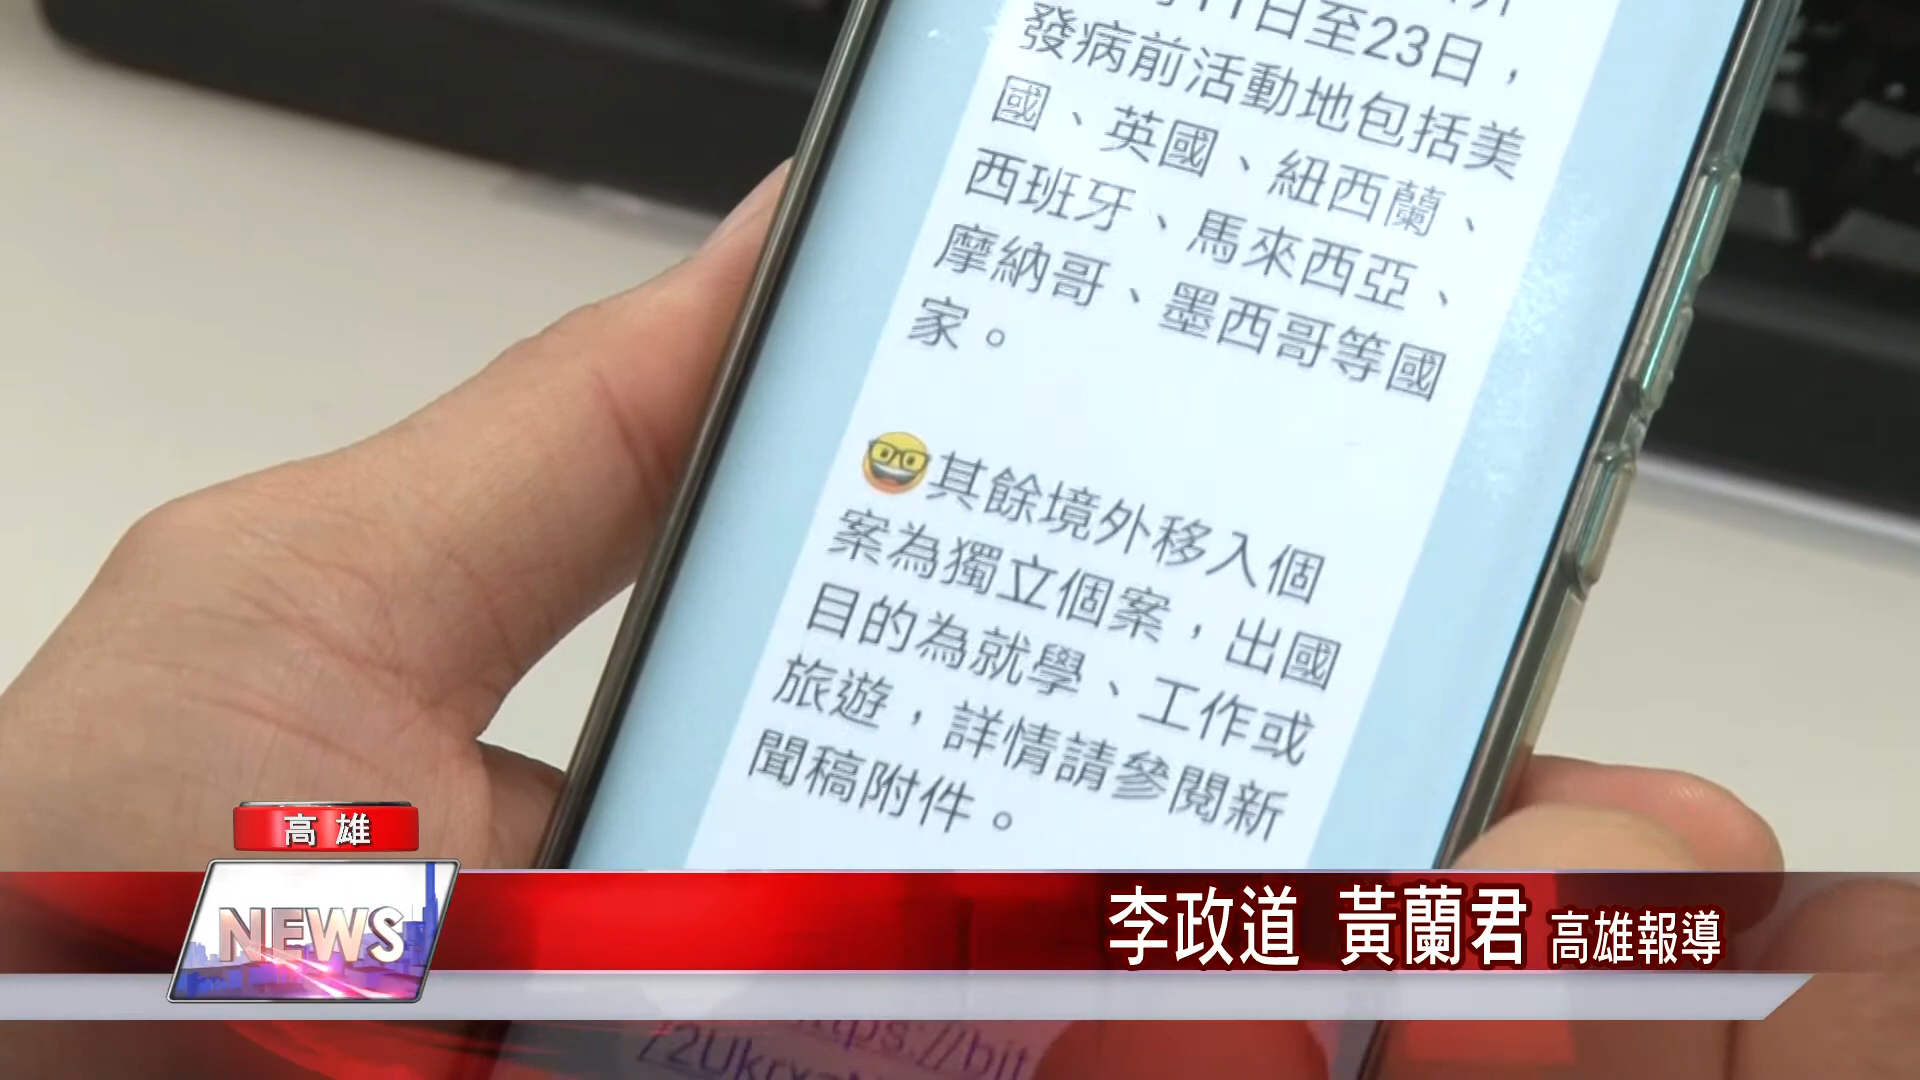 11日至23日，
發病前活動地包括美
國、英國、紐西蘭、
西班牙、馬來西亞、
摩納哥、墨西哥等國
家。
🤓其餘境外移入個
案為獨立個案，出國
目的為就學、工作或
旅遊，詳情請參閱新
聞稿附件。
高雄
NEWS
李政道 黃蘭君 高雄報導